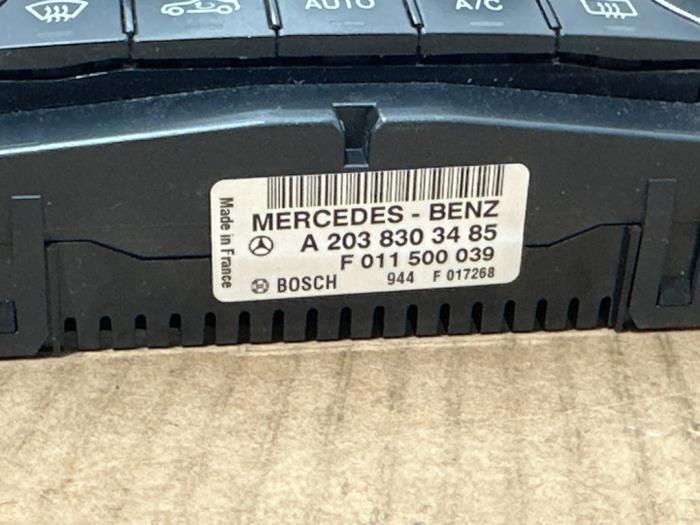 AUTO
A/C
Made in France
MERCEDES - BENZ
A 203 830 34 85
F 011 500 039
BOSCH 944 F 017268